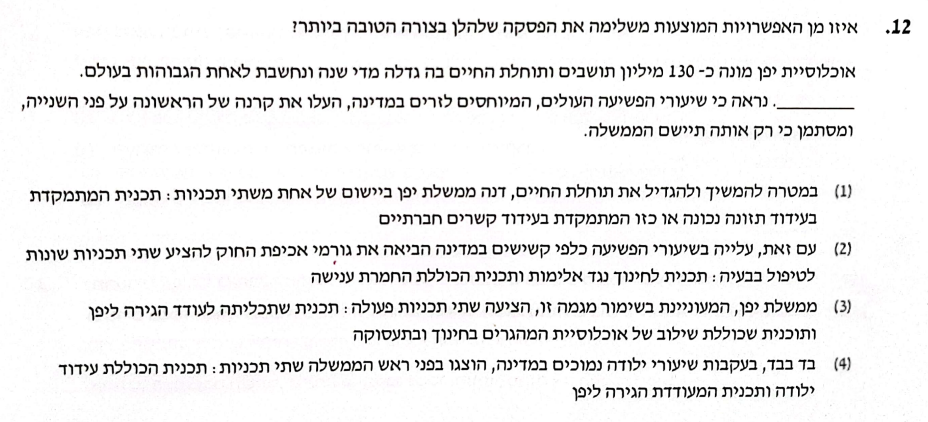 12. איזו מן האפשרויות המוצעות משלימה את הפסקה שלהלן בצורה הטובה ביותר?
אוכלוסיית יפן מונה כ- 130 מיליון תושבים ותוחלת החיים בה גדלה מדי שנה ונחשבת לאחת הגבוהות בעולם.
________. נראה כי שיעורי הפשיעה העולים, המיוחסים לזרים במדינה, העלו את קרנה של הראשונה על פני השנייה,
ומסתמן כי רק אותה תיישם הממשלה.
(1) במטרה להמשיך ולהגדיל את תוחלת החיים, דנה ממשלת יפן ביישום של אחת משתי תכניות: תכנית המתמקדת
בעידוד תזונה נכונה או כזו המתמקדת בעידוד קשרים חברתיים
(2) עם זאת, עלייה בשיעורי הפשיעה כלפי קשישים במדינה הביאה את גורמי אכיפת החוק להציע שתי תכניות שונות
לטיפול בבעיה: תכנית לחינוך נגד אלימות ותכנית הכוללת החמרת ענישה
(3) ממשלת יפן, המעוניינת בשימור מגמה זו, הציעה שתי תכניות פעולה: תכנית שתכליתה לעודד הגירה ליפן
ותוכנית שכוללת שילוב של אוכלוסיית המהגרים בחינוך ובתעסוקה
(4) בד בבד, בעקבות שיעורי ילודה נמוכים במדינה, הוצגו בפני ראש הממשלה שתי תכניות: תכנית הכוללת עידוד
ילודה ותכנית המעודדת הגירה ליפן